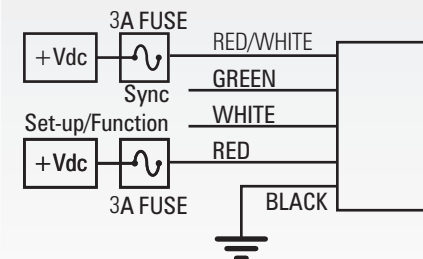 3A FUSE
+Vdc RED/WHITE
GREEN
Sync
Set-up/Function WHITE
+Vdc RED
3A FUSE BLACK